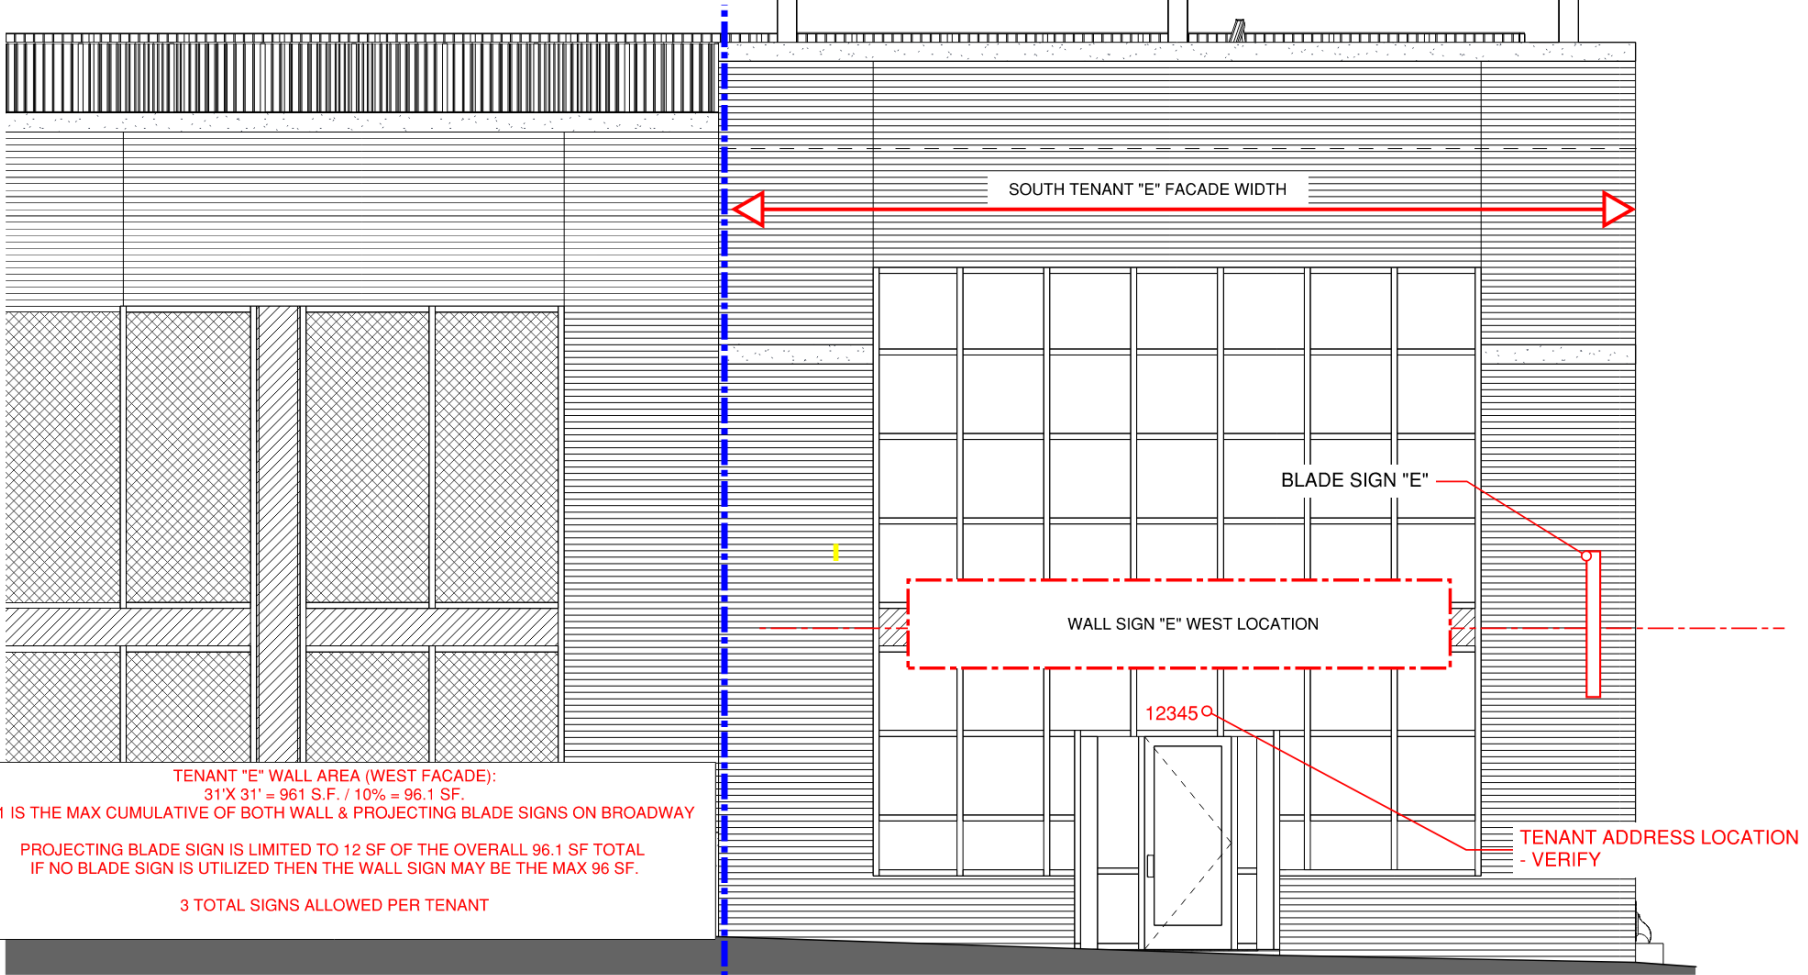 SOUTH TENANT "E" FACADE WIDTH
BLADE SIGN "E"
WALL SIGN "E" WEST LOCATION
12345
TENANT "E" WALL AREA (WEST FACADE):
31'X 31' = 961 S.F. / 10% = 96.1 SF.
1 IS THE MAX CUMULATIVE OF BOTH WALL & PROJECTING BLADE SIGNS ON BROADWAY
PROJECTING BLADE SIGN IS LIMITED TO 12 SF OF THE OVERALL 96.1 SF TOTAL
IF NO BLADE SIGN IS UTILIZED THEN THE WALL SIGN MAY BE THE MAX 96 SF.
3 TOTAL SIGNS ALLOWED PER TENANT
TENANT ADDRESS LOCATION
- VERIFY